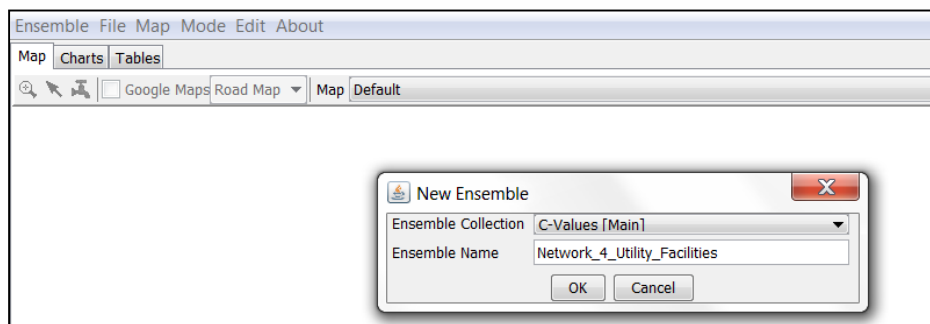 Ensemble File Map Mode Edit About
Map Charts Tables
Google Maps Road Map Map Default
New Ensemble
Ensemble Collection C-Values [Main]
Ensemble Name Network_4_Utility_Facilities
OK Cancel